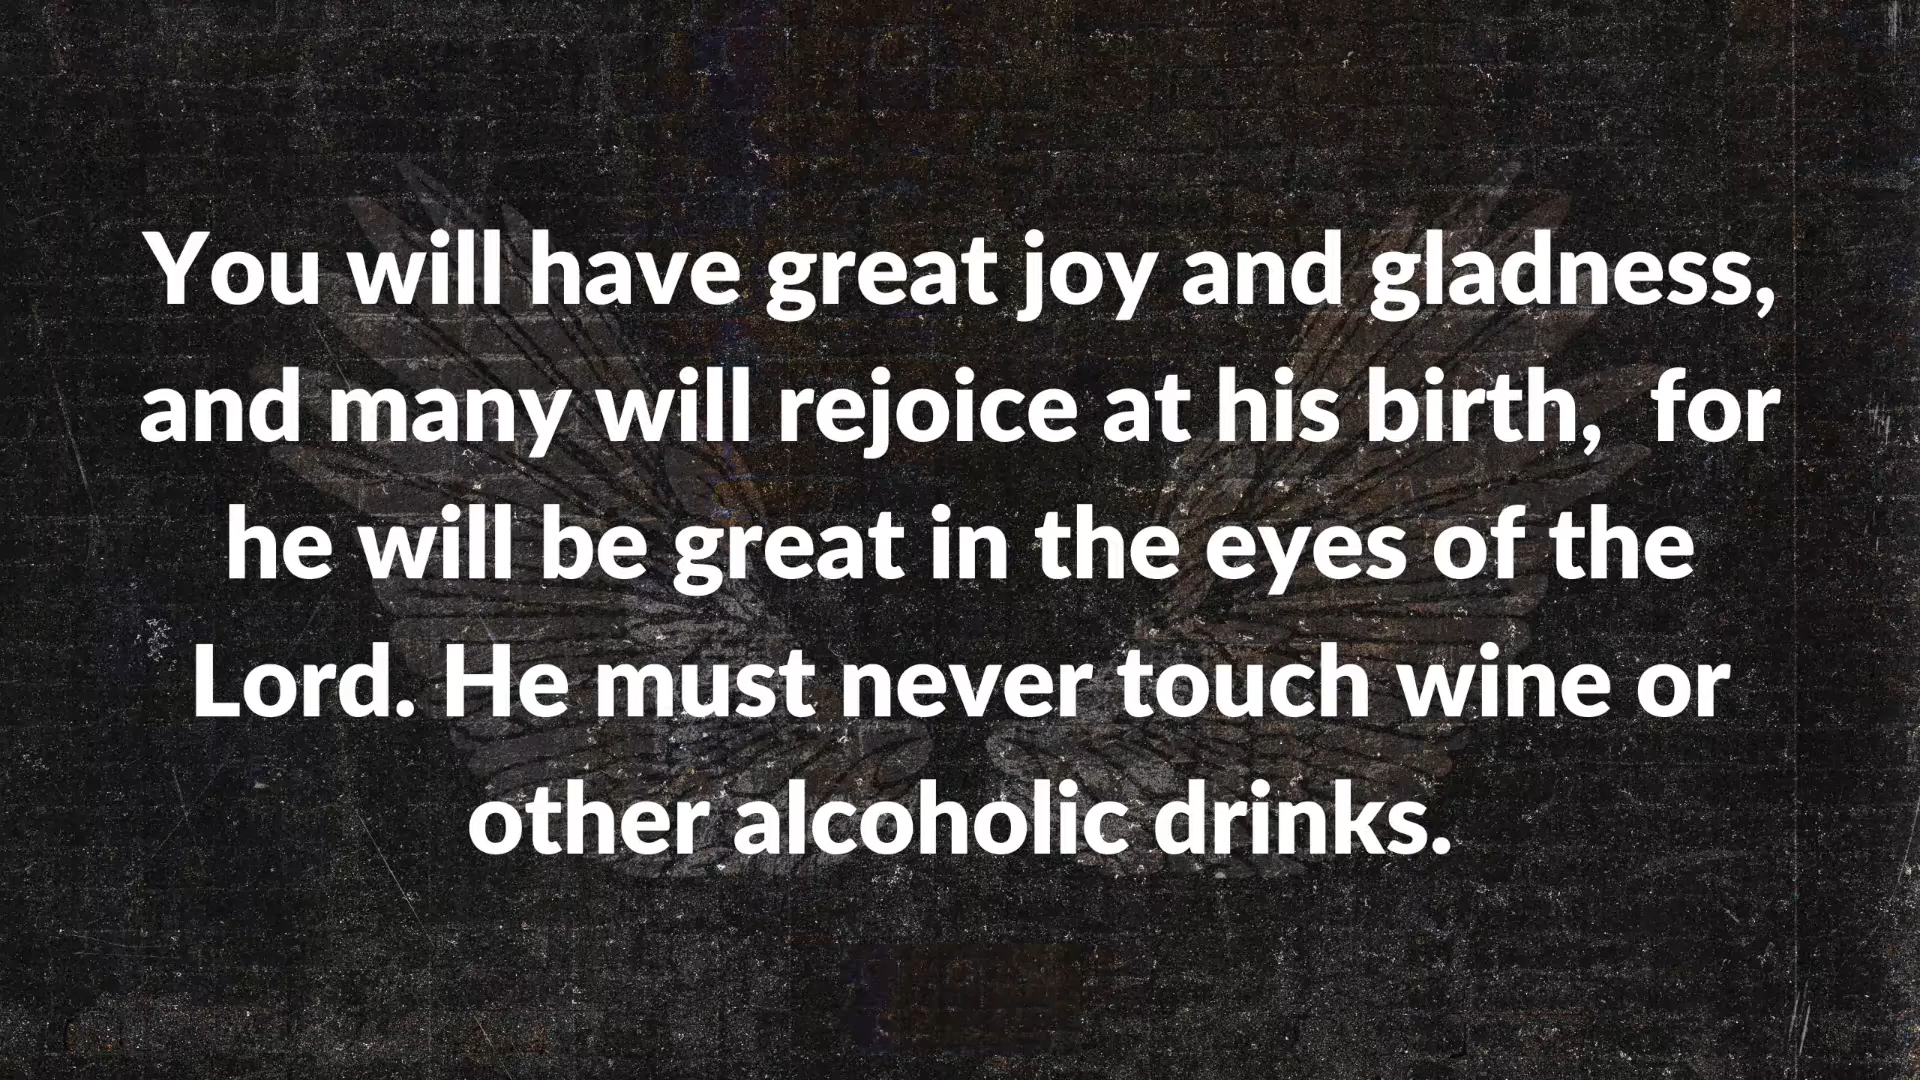 You will have great joy and gladness,
and many will rejoice at his birth,  for
he will be great in the eyes of the
Lord. He must never touch wine or
other alcoholic drinks.